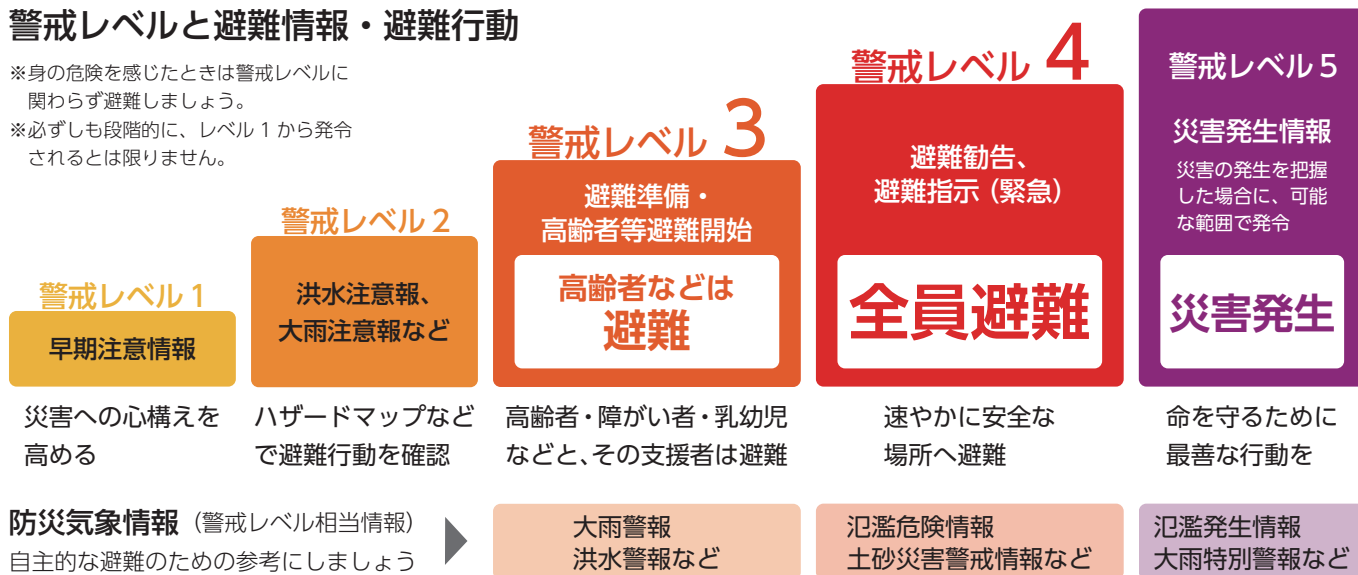 警戒レベルと避難情報・避難行動
※身の危険を感じたときは警戒レベルに
関わらず避難しましょう。
※必ずしも段階的に、レベル 1 から発令
されるとは限りません。
警戒レベル 1
早期注意情報
災害への心構えを
高める
警戒レベル 2
洪水注意報、
大雨注意報など
ハザードマップなど
で避難行動を確認
警戒レベル 3
避難準備・
高齢者等避難開始
高齢者などは
避難
高齢者・障がい者・乳幼児
などと、その支援者は避難
警戒レベル 4
避難勧告、
避難指示（緊急）
全員避難
速やかに安全な
場所へ避難
警戒レベル 5
災害発生情報
災害の発生を把握
した場合に、可能
な範囲で発令
災害発生
命を守るために
最善な行動を
防災気象情報（警戒レベル相当情報）
自主的な避難のための参考にしましょう
大雨警報
洪水警報など
氾濫危険情報
土砂災害警戒情報など
氾濫発生情報
大雨特別警報など